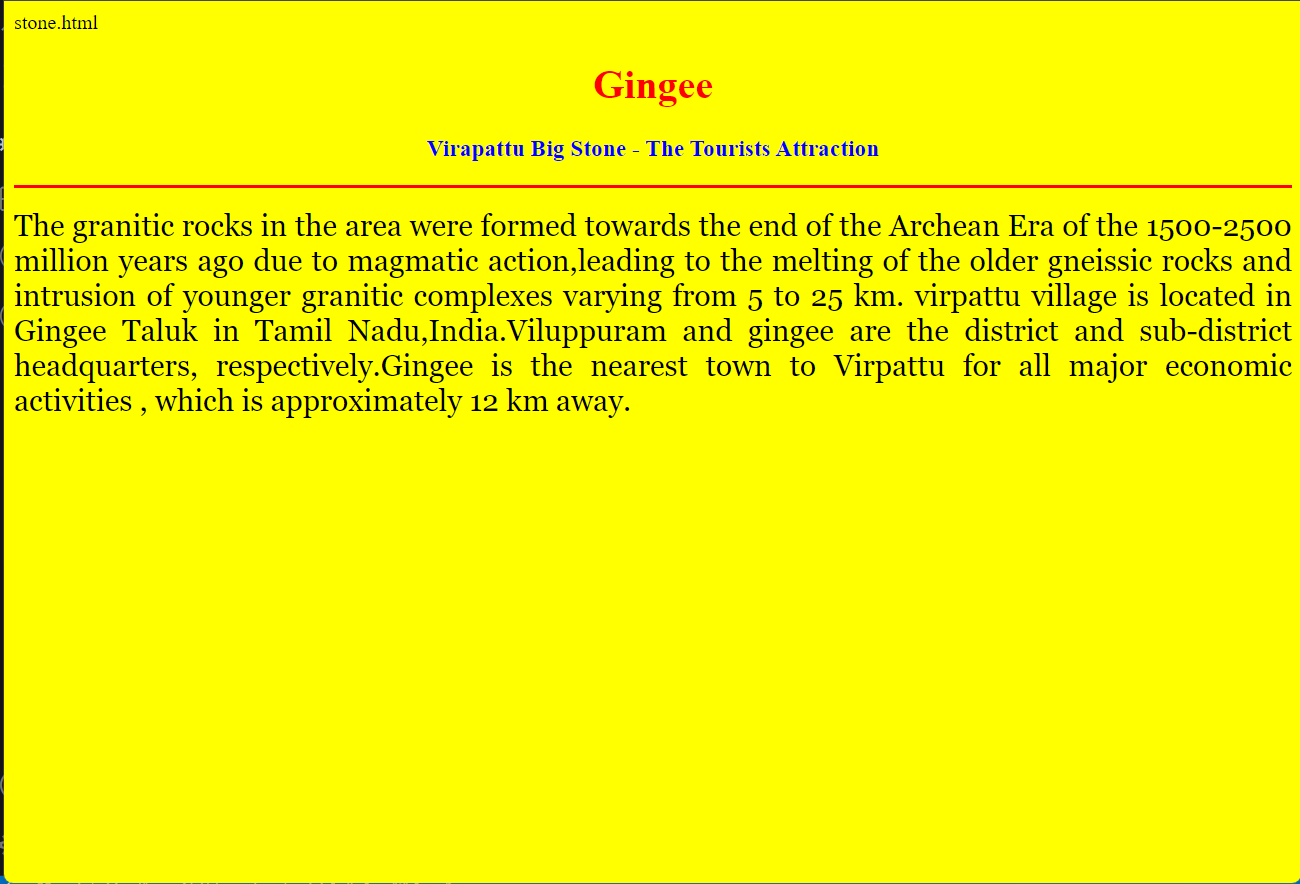 stone.html
Gingee
Virapattu Big Stone - The Tourists Attraction
The granitic rocks in the area were formed towards the end of the Archean Era of the 1500-2500
million years ago due to magmatic action,leading to the melting of the older gneissic rocks and
intrusion of younger granitic complexes varying from 5 to 25 km. virpattu village is located in
Gingee Taluk in Tamil Nadu,India.Viluppuram and gingee are the district and sub-district
headquarters, respectively.Gingee is the nearest town to Virpattu for all major economic
activities , which is approximately 12 km away.